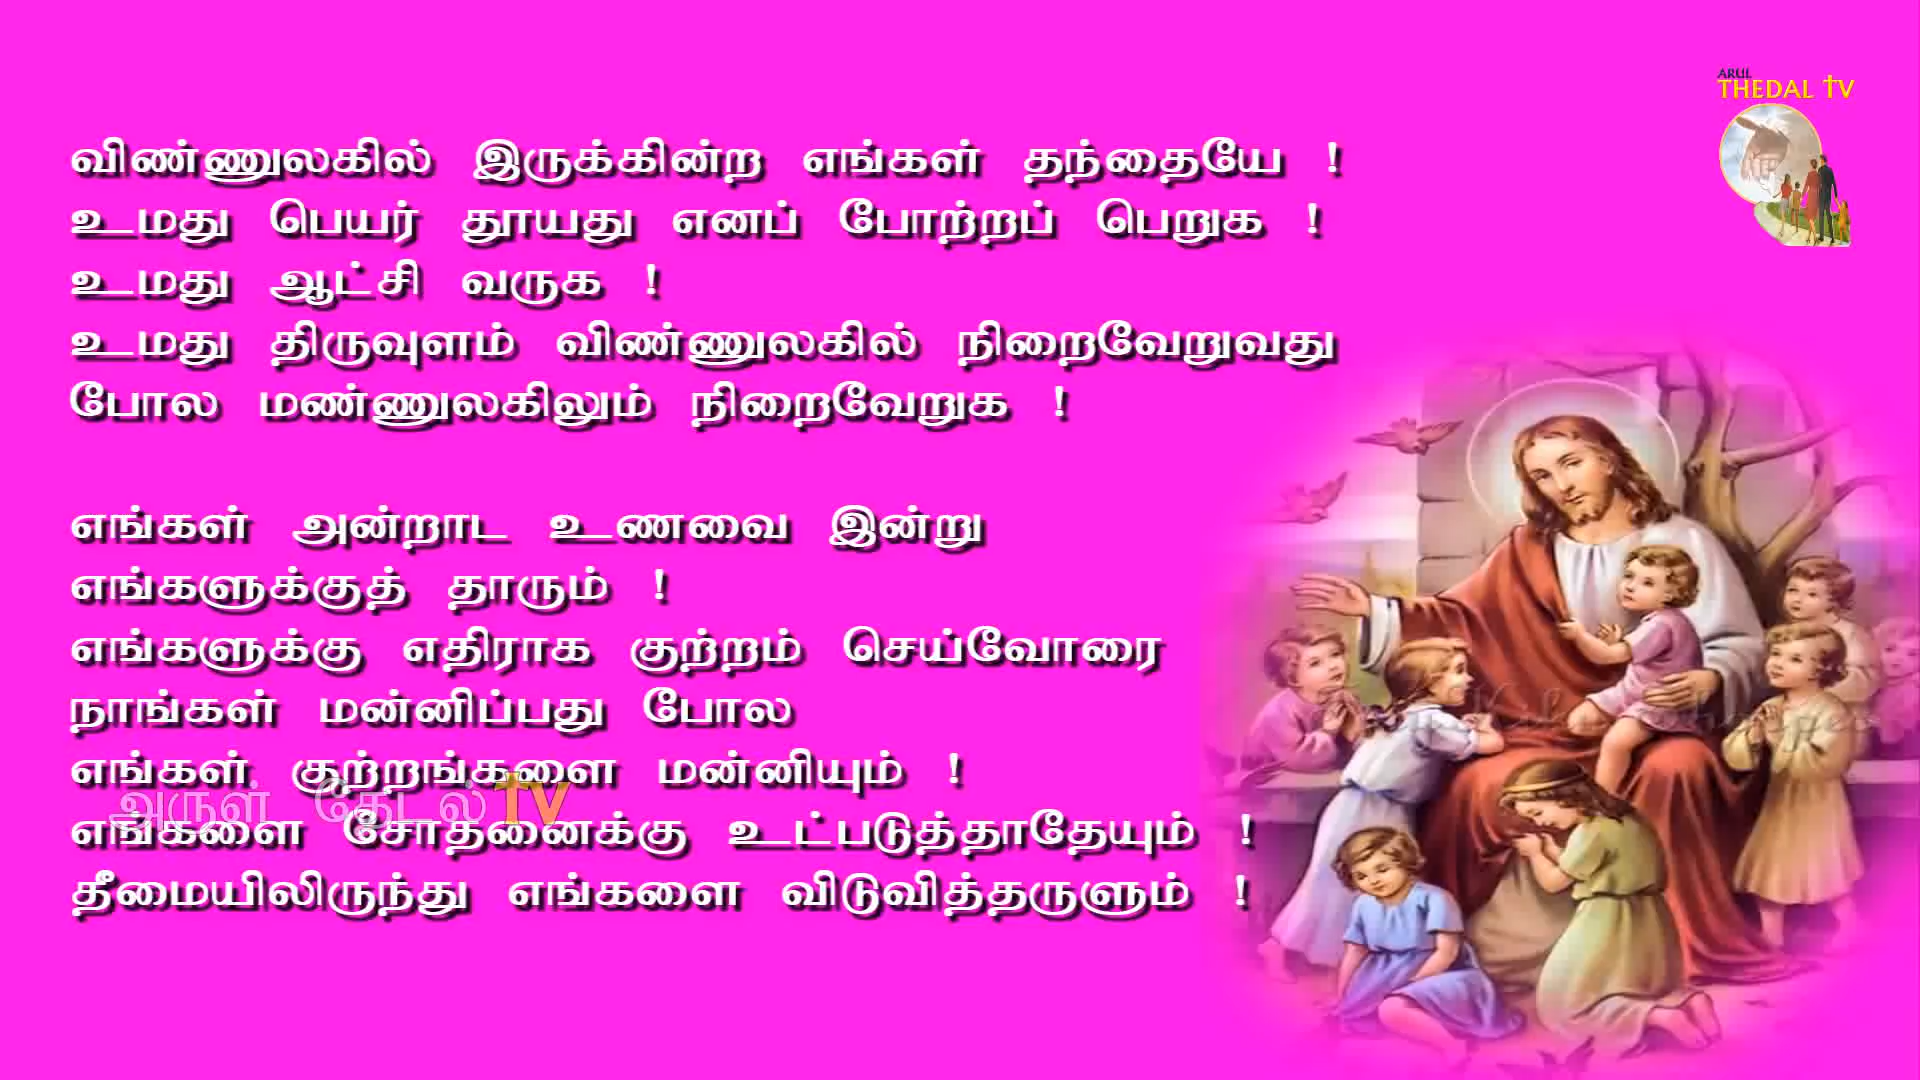 ARUL
THEDAL TV
விண்ணுலகில் இருக்கின்ற எங்கள் தந்தையே !
உமது பெயர் தூயது எனப் போற்றப் பெறுக !
உமது ஆட்சி வருக !
உமது திருவுளம் விண்ணுலகில் நிறைவேறுவது
போல மண்ணுலகிலும் நிறைவேறுக !
எங்கள் அன்றாட உணவை இன்று
எங்களுக்குத் தாரும் !
எங்களுக்கு எதிராக குற்றம் செய்வோரை
நாங்கள் மன்னிப்பது போல
எங்கள் குற்றங்களை மன்னியும் !
அருள் தேடல் TV
எங்களை சோதனைக்கு உட்படுத்தாதேயும் !
தீமையிலிருந்து எங்களை விடுவித்தருளும் !